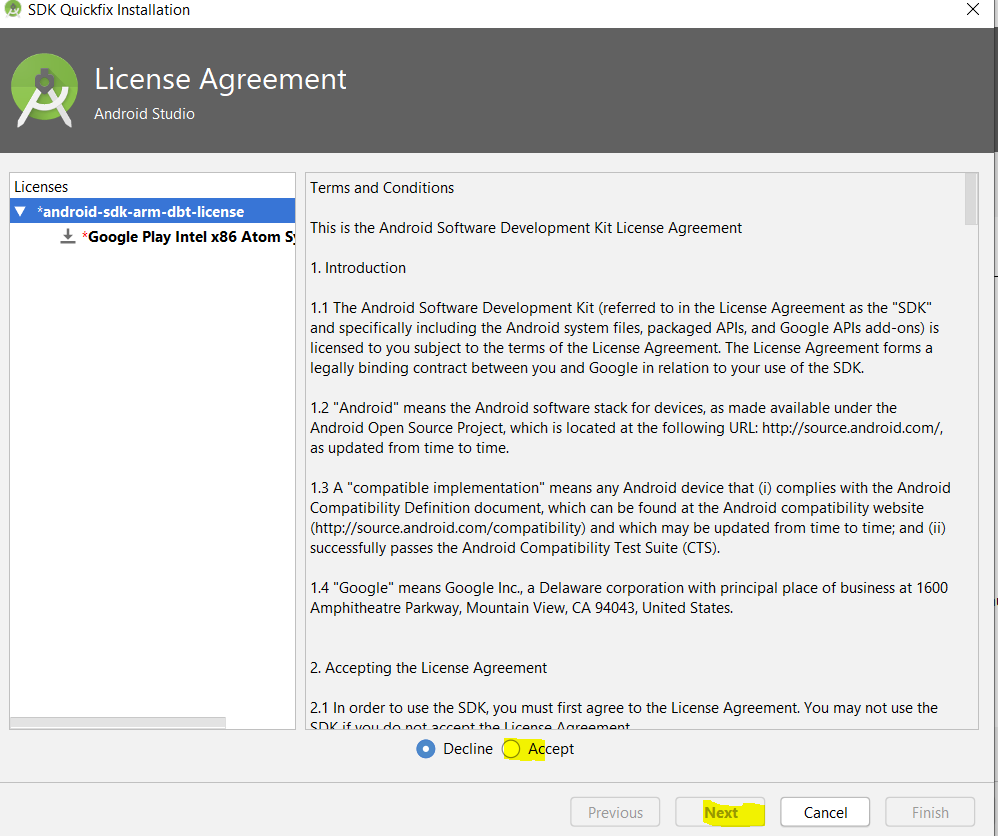 SDK Quickfix Installation
License Agreement
Android Studio
Licenses
*android-sdk-arm-dbt-license
*Google Play Intel x86 Atom Sy
Terms and Conditions
This is the Android Software Development Kit License Agreement
1. Introduction
1.1 The Android Software Development Kit (referred to in the License Agreement as the "SDK"
and specifically including the Android system files, packaged APIs, and Google APIs add-ons) is
licensed to you subject to the terms of the License Agreement. The License Agreement forms a
legally binding contract between you and Google in relation to your use of the SDK.
1.2 "Android" means the Android software stack for devices, as made available under the
Android Open Source Project, which is located at the following URL: http://source.android.com/,
as updated from time to time.
1.3 A "compatible implementation" means any Android device that (i) complies with the Android
Compatibility Definition document, which can be found at the Android compatibility website
(http://source.android.com/compatibility) and which may be updated from time to time; and (ii)
successfully passes the Android Compatibility Test Suite (CTS).
1.4 "Google" means Google Inc., a Delaware corporation with principal place of business at 1600
Amphitheatre Parkway, Mountain View, CA 94043, United States.
2. Accepting the License Agreement
2.1 In order to use the SDK, you must first agree to the License Agreement. You may not use the
SDK if you do not accept the License Agreement.
Decline Accept
Previous Next Cancel Finish